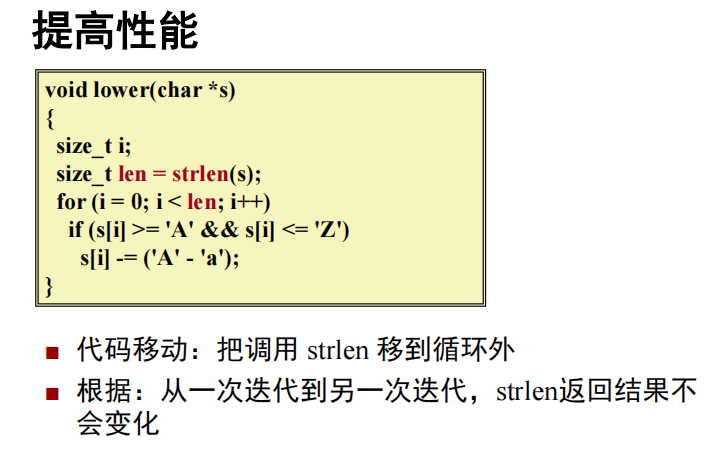 提高性能
void lower(char *s)
{
size_t i;
size_t len = strlen(s);
for (i = 0; i < len; i++)
if (s[i] >= 'A' && s[i] <= 'Z')
s[i] -= ('A' - 'a');
}
代码移动：把调用 strlen 移到循环外
根据：从一次迭代到另一次迭代，strlen返回结果不
会变化